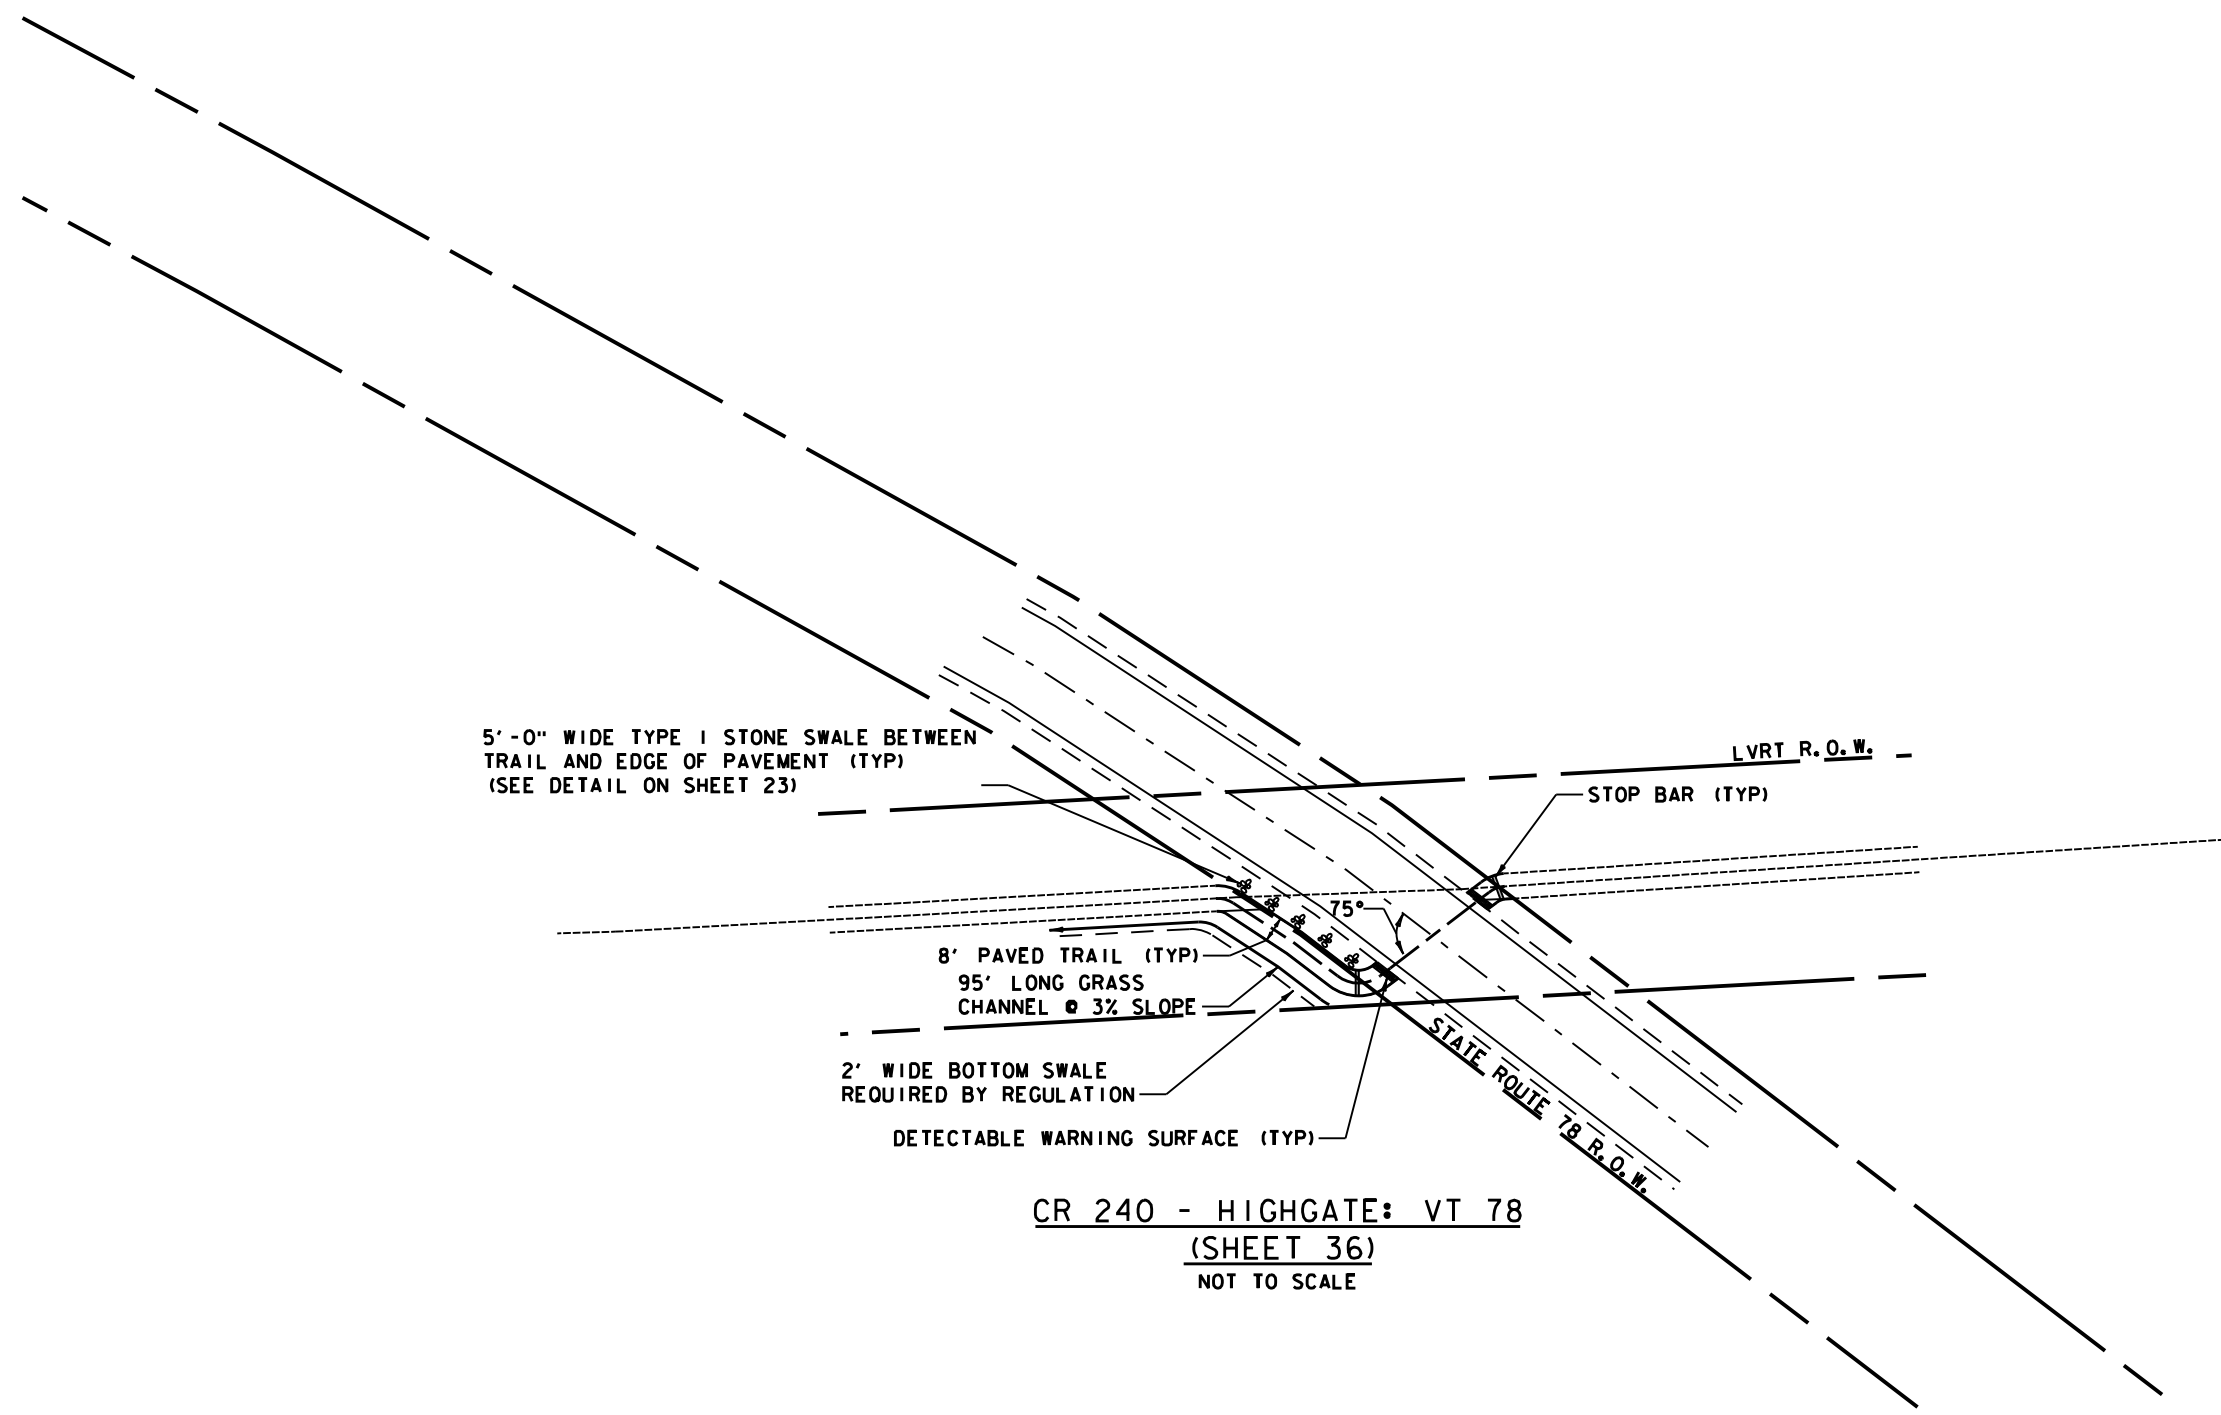 5'-0" WIDE TYPE I STONE SWALE BETWEEN
TRAIL AND EDGE OF PAVEMENT (TYP)
(SEE DETAIL ON SHEET 23)
LVRT R.O.W.
STOP BAR (TYP)
75°
8' PAVED TRAIL (TYP)
95' LONG GRASS
CHANNEL @ 3% SLOPE
STATE ROUTE 78 R.O.W.
2' WIDE BOTTOM SWALE
REQUIRED BY REGULATION
DETECTABLE WARNING SURFACE (TYP)
CR 240 - HIGHGATE: VT 78
(SHEET 36)
NOT TO SCALE